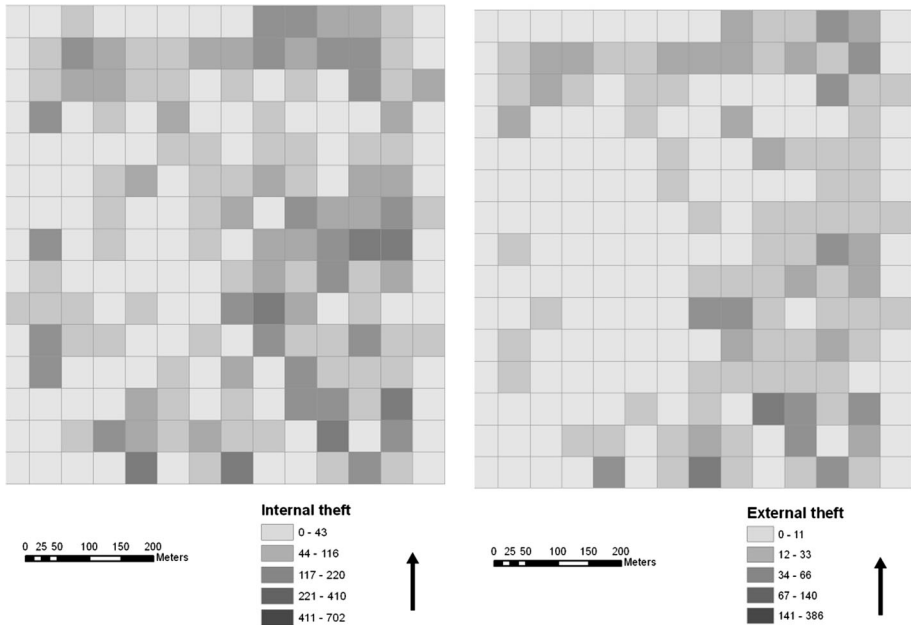 Internal theft
0 25 50 100 150 200
Meters
0 - 43
44 - 116
117 - 220
221 - 410
411 - 702
External theft
0 25 50 100 150 200
Meters
0 - 11
12 - 33
34 - 66
67 - 140
141 - 386